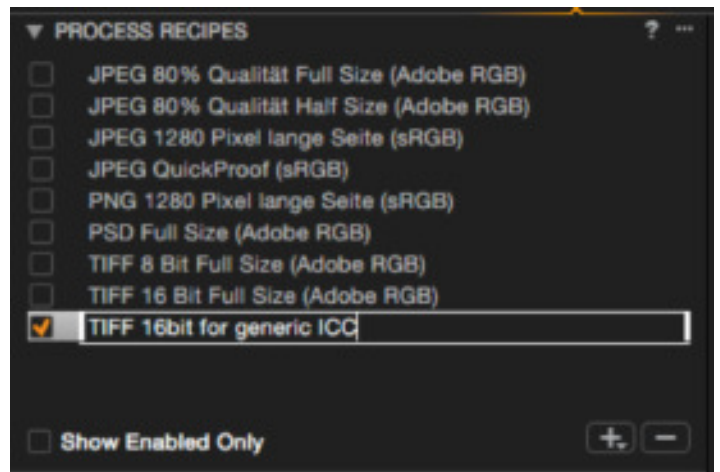 PROCESS RECIPES ? ...
JPEG 80% Qualität Full Size (Adobe RGB)
JPEG 80% Qualität Half Size (Adobe RGB)
JPEG 1280 Pixel lange Seite (sRGB)
JPEG QuickProof (sRGB)
PNG 1280 Pixel lange Seite (sRGB)
PSD Full Size (Adobe RGB)
TIFF 8 Bit Full Size (Adobe RGB)
TIFF 16 Bit Full Size (Adobe RGB)
TIFF 16bit for generic ICC
Show Enabled Only